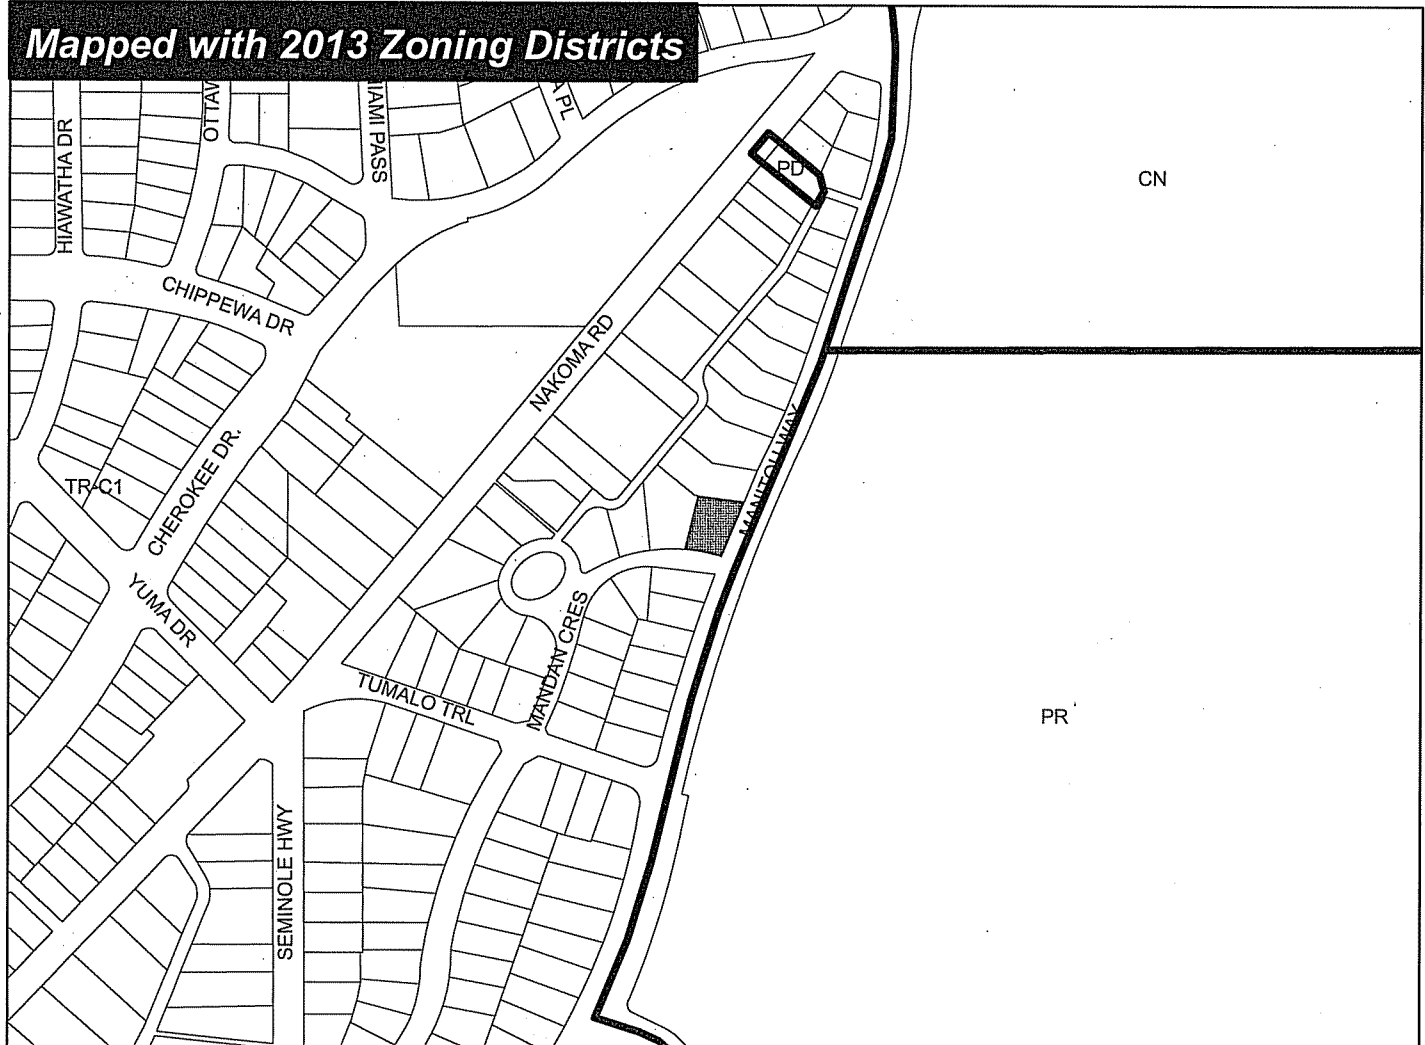 Mapped with 2013 Zoning Districts
HIAWATHA DR
OTTAW
IAMI PASS
A PL
PD
CN
CHIPPEWA DR
NAKOMA RD
MANITOU WAY
TR-C1
CHEROKEE DR.
YUMA DR
MANDAN CRES
TUMALO TRL
PR
SEMINOLE HWY